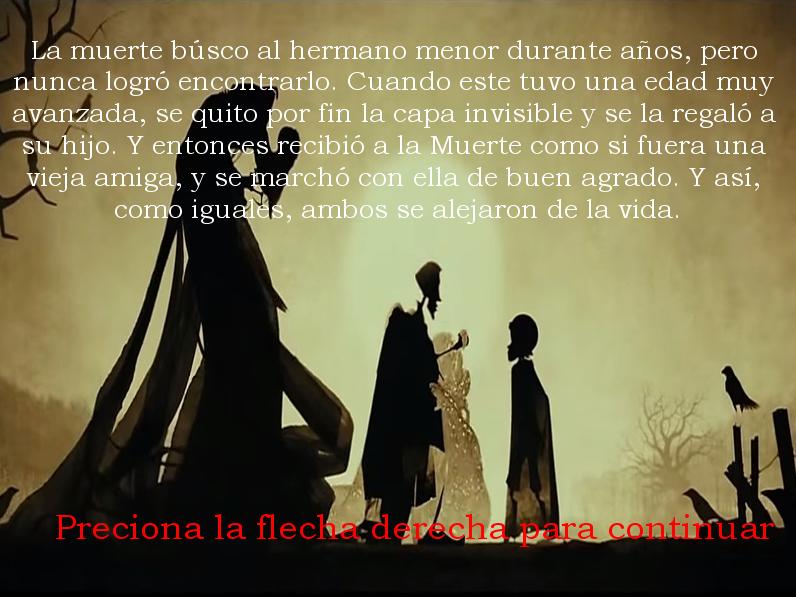 La muerte búsco al hermano menor durante años, pero
nunca logró encontrarlo. Cuando este tuvo una edad muy
avanzada, se quito por fin la capa invisible y se la regaló a
su hijo. Y entonces recibió a la Muerte como si fuera una
vieja amiga, y se marchó con ella de buen agrado. Y así,
como iguales, ambos se alejaron de la vida.
Preciona la flecha derecha para continuar